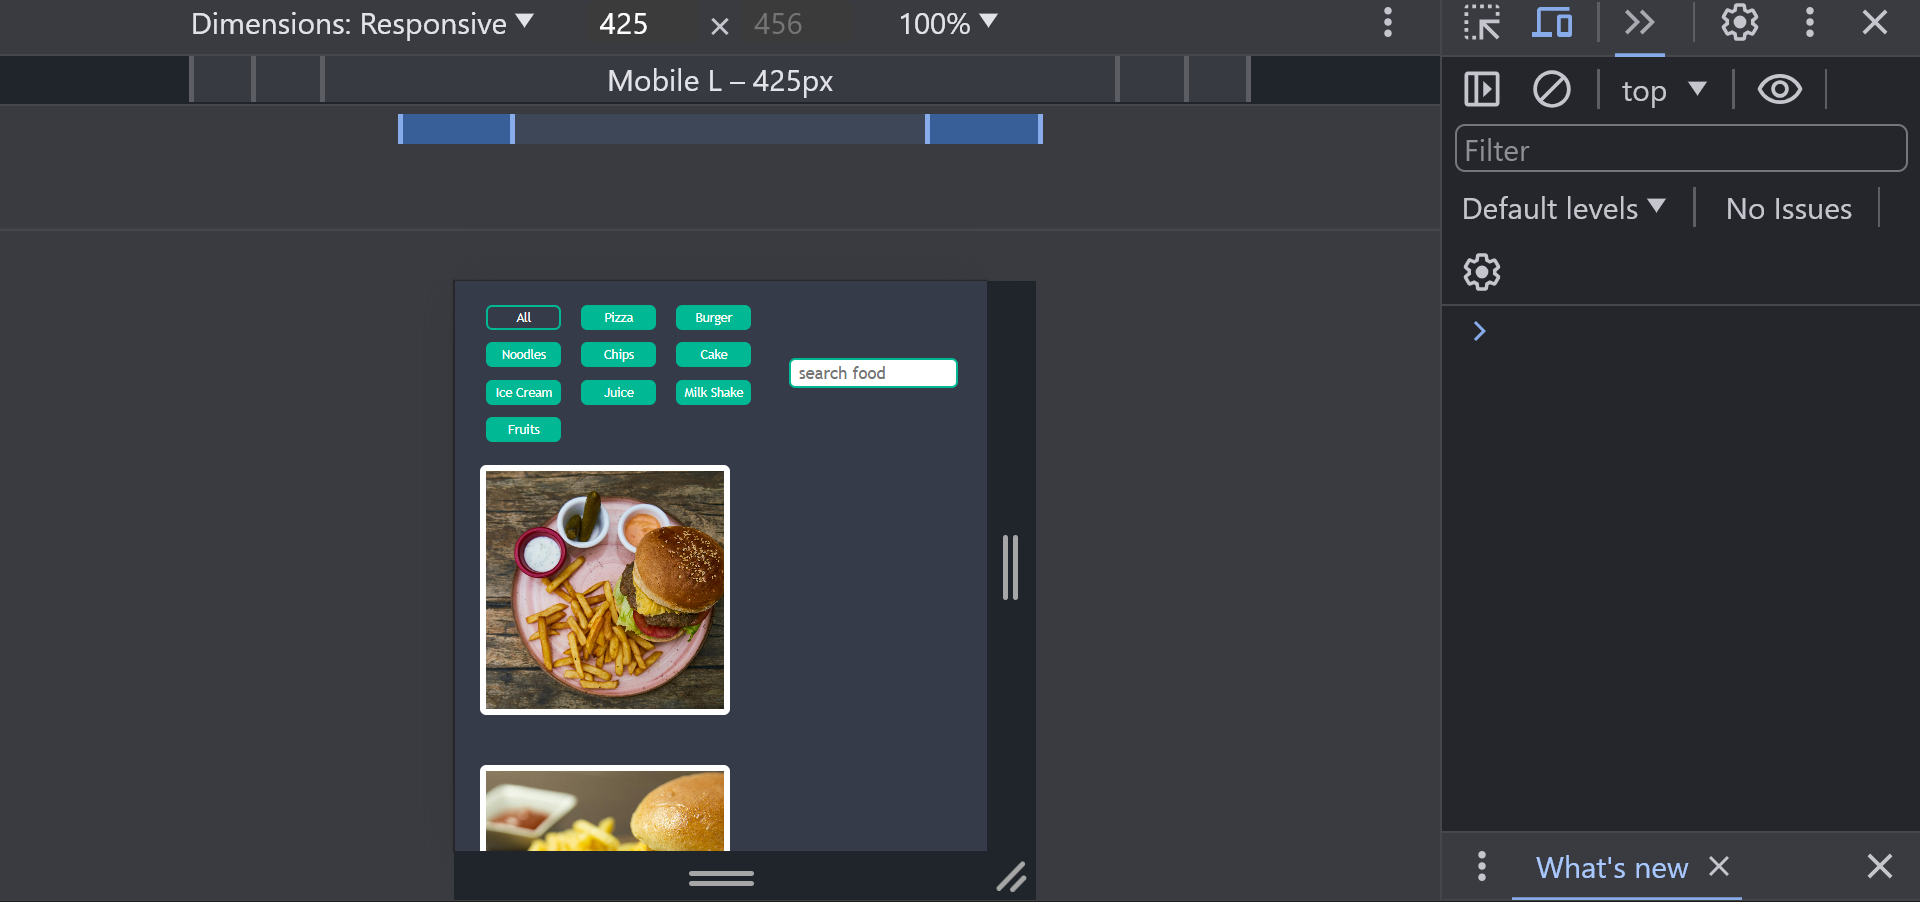 Dimensions: Responsive 425 × 456 100%
Mobile L – 425px
top
Filter
Default levels No Issues
All Pizza Burger
Noodles Chips Cake
search food
Ice Cream Juice Milk Shake
Fruits
What's new